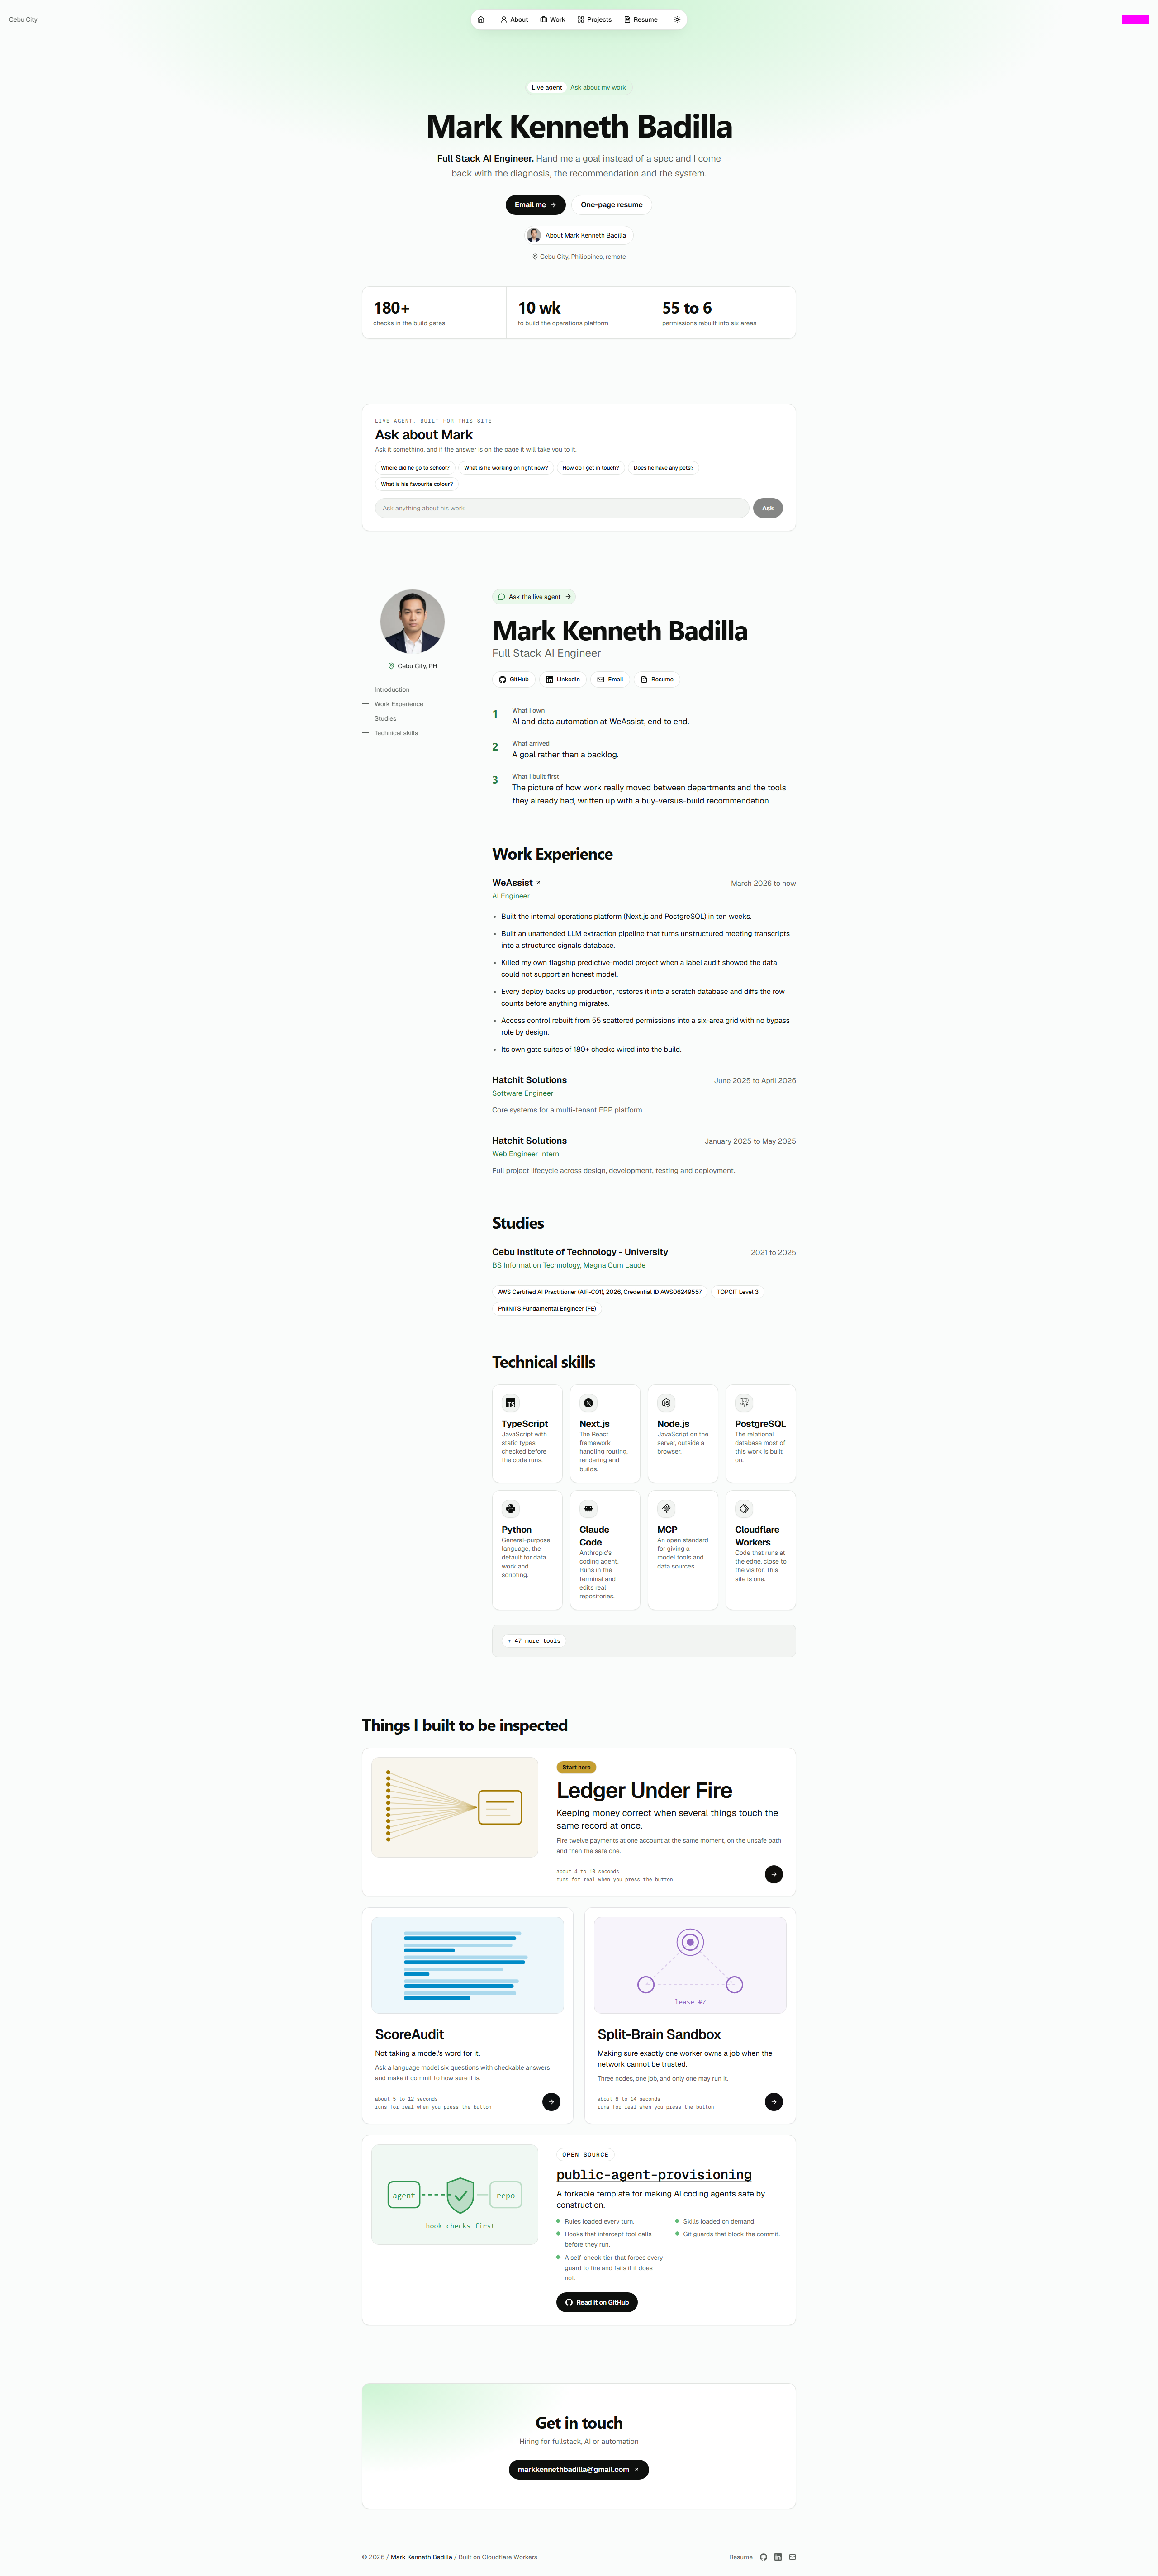 Cebu City
About
Work
Projects
Resume
Live agent
Ask about my work
Mark Kenneth Badilla
Full Stack AI Engineer. Hand me a goal instead of a spec and I come
back with the diagnosis, the recommendation and the system.
Email me
One-page resume
About Mark Kenneth Badilla
Cebu City, Philippines, remote
180+
checks in the build gates
10 wk
to build the operations platform
55 to 6
permissions rebuilt into six areas
LIVE AGENT, BUILT FOR THIS SITE
Ask about Mark
Ask it something, and if the answer is on the page it will take you to it.
Where did he go to school?
What is he working on right now?
How do I get in touch?
Does he have any pets?
What is his favourite colour?
Ask anything about his work
Ask
Cebu City, PH
Introduction
Work Experience
Studies
Technical skills
Ask the live agent
Mark Kenneth Badilla
Full Stack AI Engineer
GitHub
LinkedIn
Email
Resume
1
What I own
AI and data automation at WeAssist, end to end.
2
What arrived
A goal rather than a backlog.
3
What I built first
The picture of how work really moved between departments and the tools
they already had, written up with a buy-versus-build recommendation.
Work Experience
WeAssist
March 2026 to now
AI Engineer
Built the internal operations platform (Next.js and PostgreSQL) in ten weeks.
Built an unattended LLM extraction pipeline that turns unstructured meeting transcripts
into a structured signals database.
Killed my own flagship predictive-model project when a label audit showed the data
could not support an honest model.
Every deploy backs up production, restores it into a scratch database and diffs the row
counts before anything migrates.
Access control rebuilt from 55 scattered permissions into a six-area grid with no bypass
role by design.
Its own gate suites of 180+ checks wired into the build.
Hatchit Solutions
June 2025 to April 2026
Software Engineer
Core systems for a multi-tenant ERP platform.
Hatchit Solutions
January 2025 to May 2025
Web Engineer Intern
Full project lifecycle across design, development, testing and deployment.
Studies
Cebu Institute of Technology - University
2021 to 2025
BS Information Technology, Magna Cum Laude
AWS Certified AI Practitioner (AIF-C01), 2026, Credential ID AWS06249557
TOPCIT Level 3
PhilNITS Fundamental Engineer (FE)
Technical skills
TypeScript
JavaScript with
static types,
checked before
the code runs.
Next.js
The React
framework
handling routing,
rendering and
builds.
Node.js
JavaScript on the
server, outside a
browser.
PostgreSQL
The relational
database most of
this work is built
on.
Python
General-purpose
language, the
default for data
work and
scripting.
Claude
Code
Anthropic's
coding agent.
Runs in the
terminal and
edits real
repositories.
MCP
An open standard
for giving a
model tools and
data sources.
Cloudflare
Workers
Code that runs at
the edge, close to
the visitor. This
site is one.
+ 47 more tools
Things I built to be inspected
Start here
Ledger Under Fire
Keeping money correct when several things touch the
same record at once.
Fire twelve payments at one account at the same moment, on the unsafe path
and then the safe one.
about 4 to 10 seconds
runs for real when you press the button
ScoreAudit
Not taking a model's word for it.
Ask a language model six questions with checkable answers
and make it commit to how sure it is.
about 5 to 12 seconds
runs for real when you press the button
lease #7
Split-Brain Sandbox
Making sure exactly one worker owns a job when the
network cannot be trusted.
Three nodes, one job, and only one may run it.
about 6 to 14 seconds
runs for real when you press the button
agent
repo
hook checks first
OPEN SOURCE
public-agent-provisioning
A forkable template for making AI coding agents safe by
construction.
Rules loaded every turn.
Skills loaded on demand.
Hooks that intercept tool calls
before they run.
Git guards that block the commit.
A self-check tier that forces every
guard to fire and fails if it does
not.
Read it on GitHub
Get in touch
Hiring for fullstack, AI or automation
markkennethbadilla@gmail.com
© 2026 / Mark Kenneth Badilla / Built on Cloudflare Workers
Resume